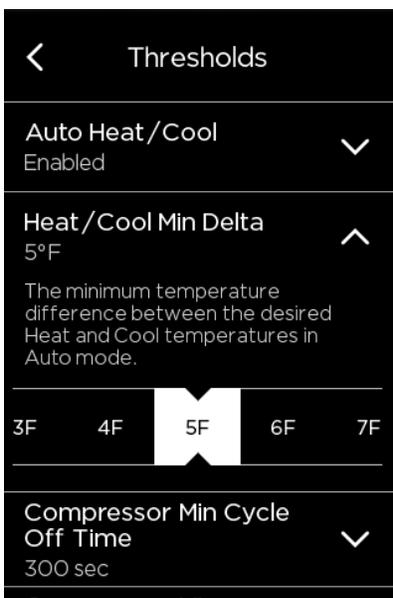 Thresholds
Auto Heat/Cool
Enabled
Heat/Cool Min Delta
5°F
The minimum temperature
difference between the desired
Heat and Cool temperatures in
Auto mode.
3F 4F 5F 6F 7F
Compressor Min Cycle
Off Time
300 sec